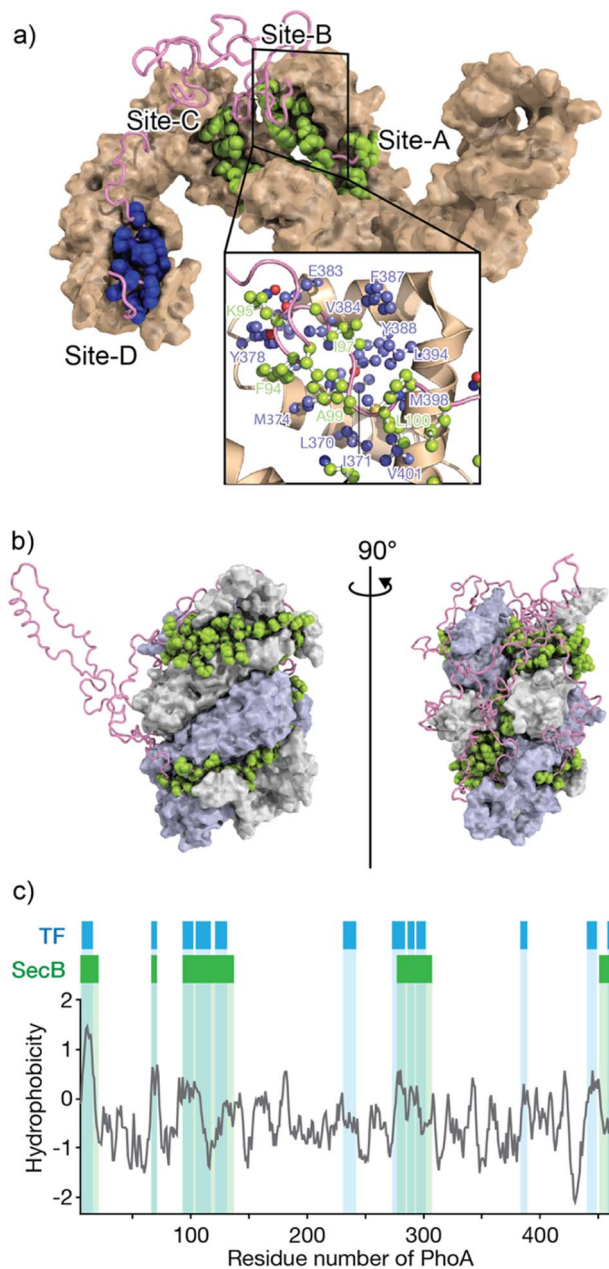 a)
Site-B
Site-C
Site-A
Site-D
E383
F387
K95
V384
I97
Y388
Y378
L394
F94
M398
M374
A99
L100
L370
I371
V401
b)
90°
c)
TF
SecB
Hydrophobicity
2
1
0
-1
-2
100
200
300
400
Residue number of PhoA